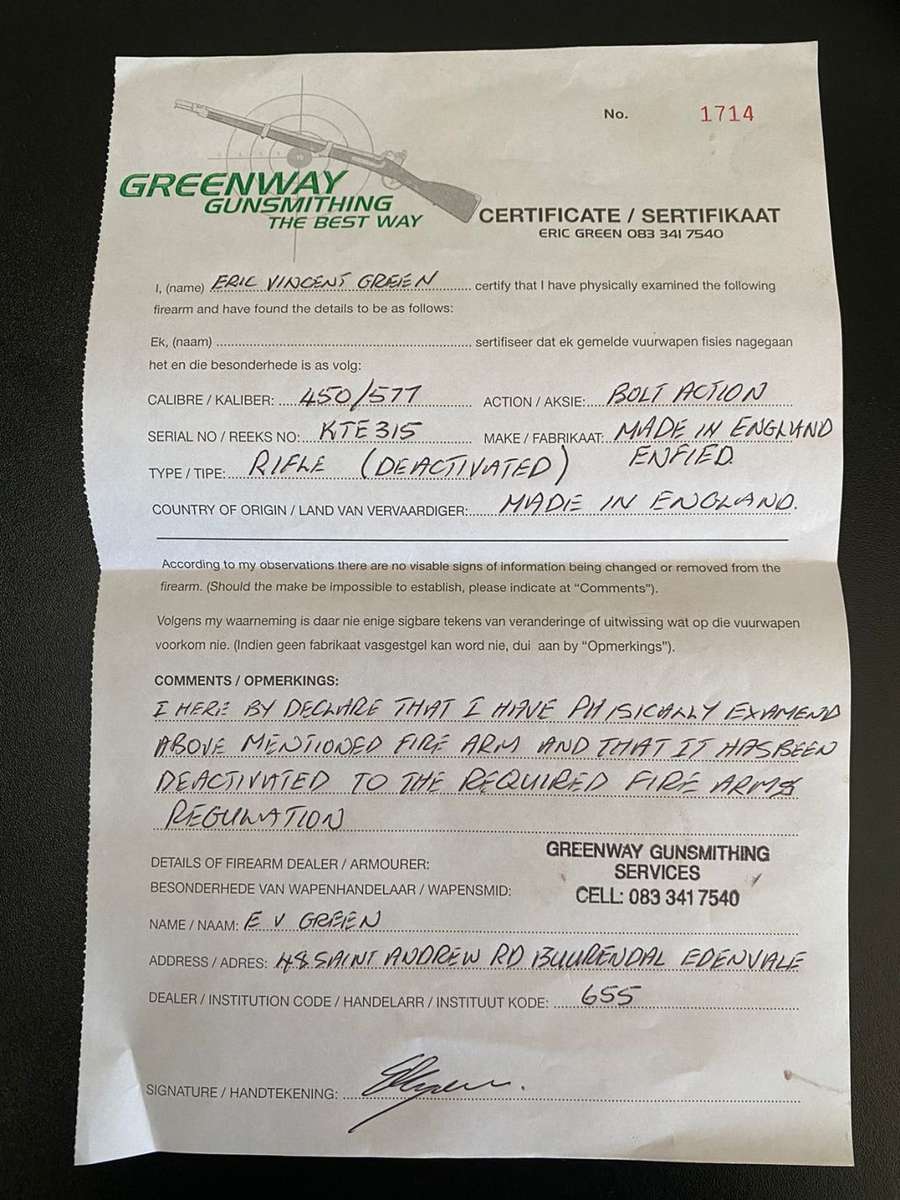 No. 1714
GREENWAY
GUNSMITHING
THE BEST WAY
CERTIFICATE / SERTIFIKAAT
ERIC GREEN 083 341 7540
I, (name) ERIC VINCENT GREEN certify that I have physically examined the following
firearm and have found the details to be as follows:
Ek, (naam) sertifiseer dat ek gemelde vuurwapen fisies nagegaan
het en die besonderhede is as volg:
CALIBRE / KALIBER: 450/577 ACTION / AKSIE: BOLT ACTION
SERIAL NO / REEKS NO: KTE 315 MAKE / FABRIKAAT: MADE IN ENGLAND
ENFIED.
TYPE / TIPE: RIFLE (DEACTIVATED)
COUNTRY OF ORIGIN / LAND VAN VERVAARDIGER: MADE IN ENGLAND.
According to my observations there are no visable signs of information being changed or removed from the
firearm. (Should the make be impossible to establish, please indicate at "Comments").
Volgens my waarneming is daar nie enige sigbare tekens van veranderinge of uitwissing wat op die vuurwapen
voorkom nie. (Indien geen fabrikaat vasgestgel kan word nie, dui aan by "Opmerkings").
COMMENTS / OPMERKINGS:
I HERE BY DECLARE THAT I HAVE PHISICALLY EXAMEND
ABOVE MENTIONED FIRE ARM AND THAT IT HAS BEEN
DEACTIVATED TO THE REQUIRED FIRE ARMS
REGULATION
DETAILS OF FIREARM DEALER / ARMOURER:
BESONDERHEDE VAN WAPENHANDELAAR / WAPENSMID:
GREENWAY GUNSMITHING
SERVICES
CELL: 083 341 7540
NAME / NAAM: E V GREEN
ADDRESS / ADRES: 48 SAINT ANDREW RD BUURENDAL EDENVALE
DEALER / INSTITUTION CODE / HANDELARR / INSTITUUT KODE: 655
SIGNATURE / HANDTEKENING: